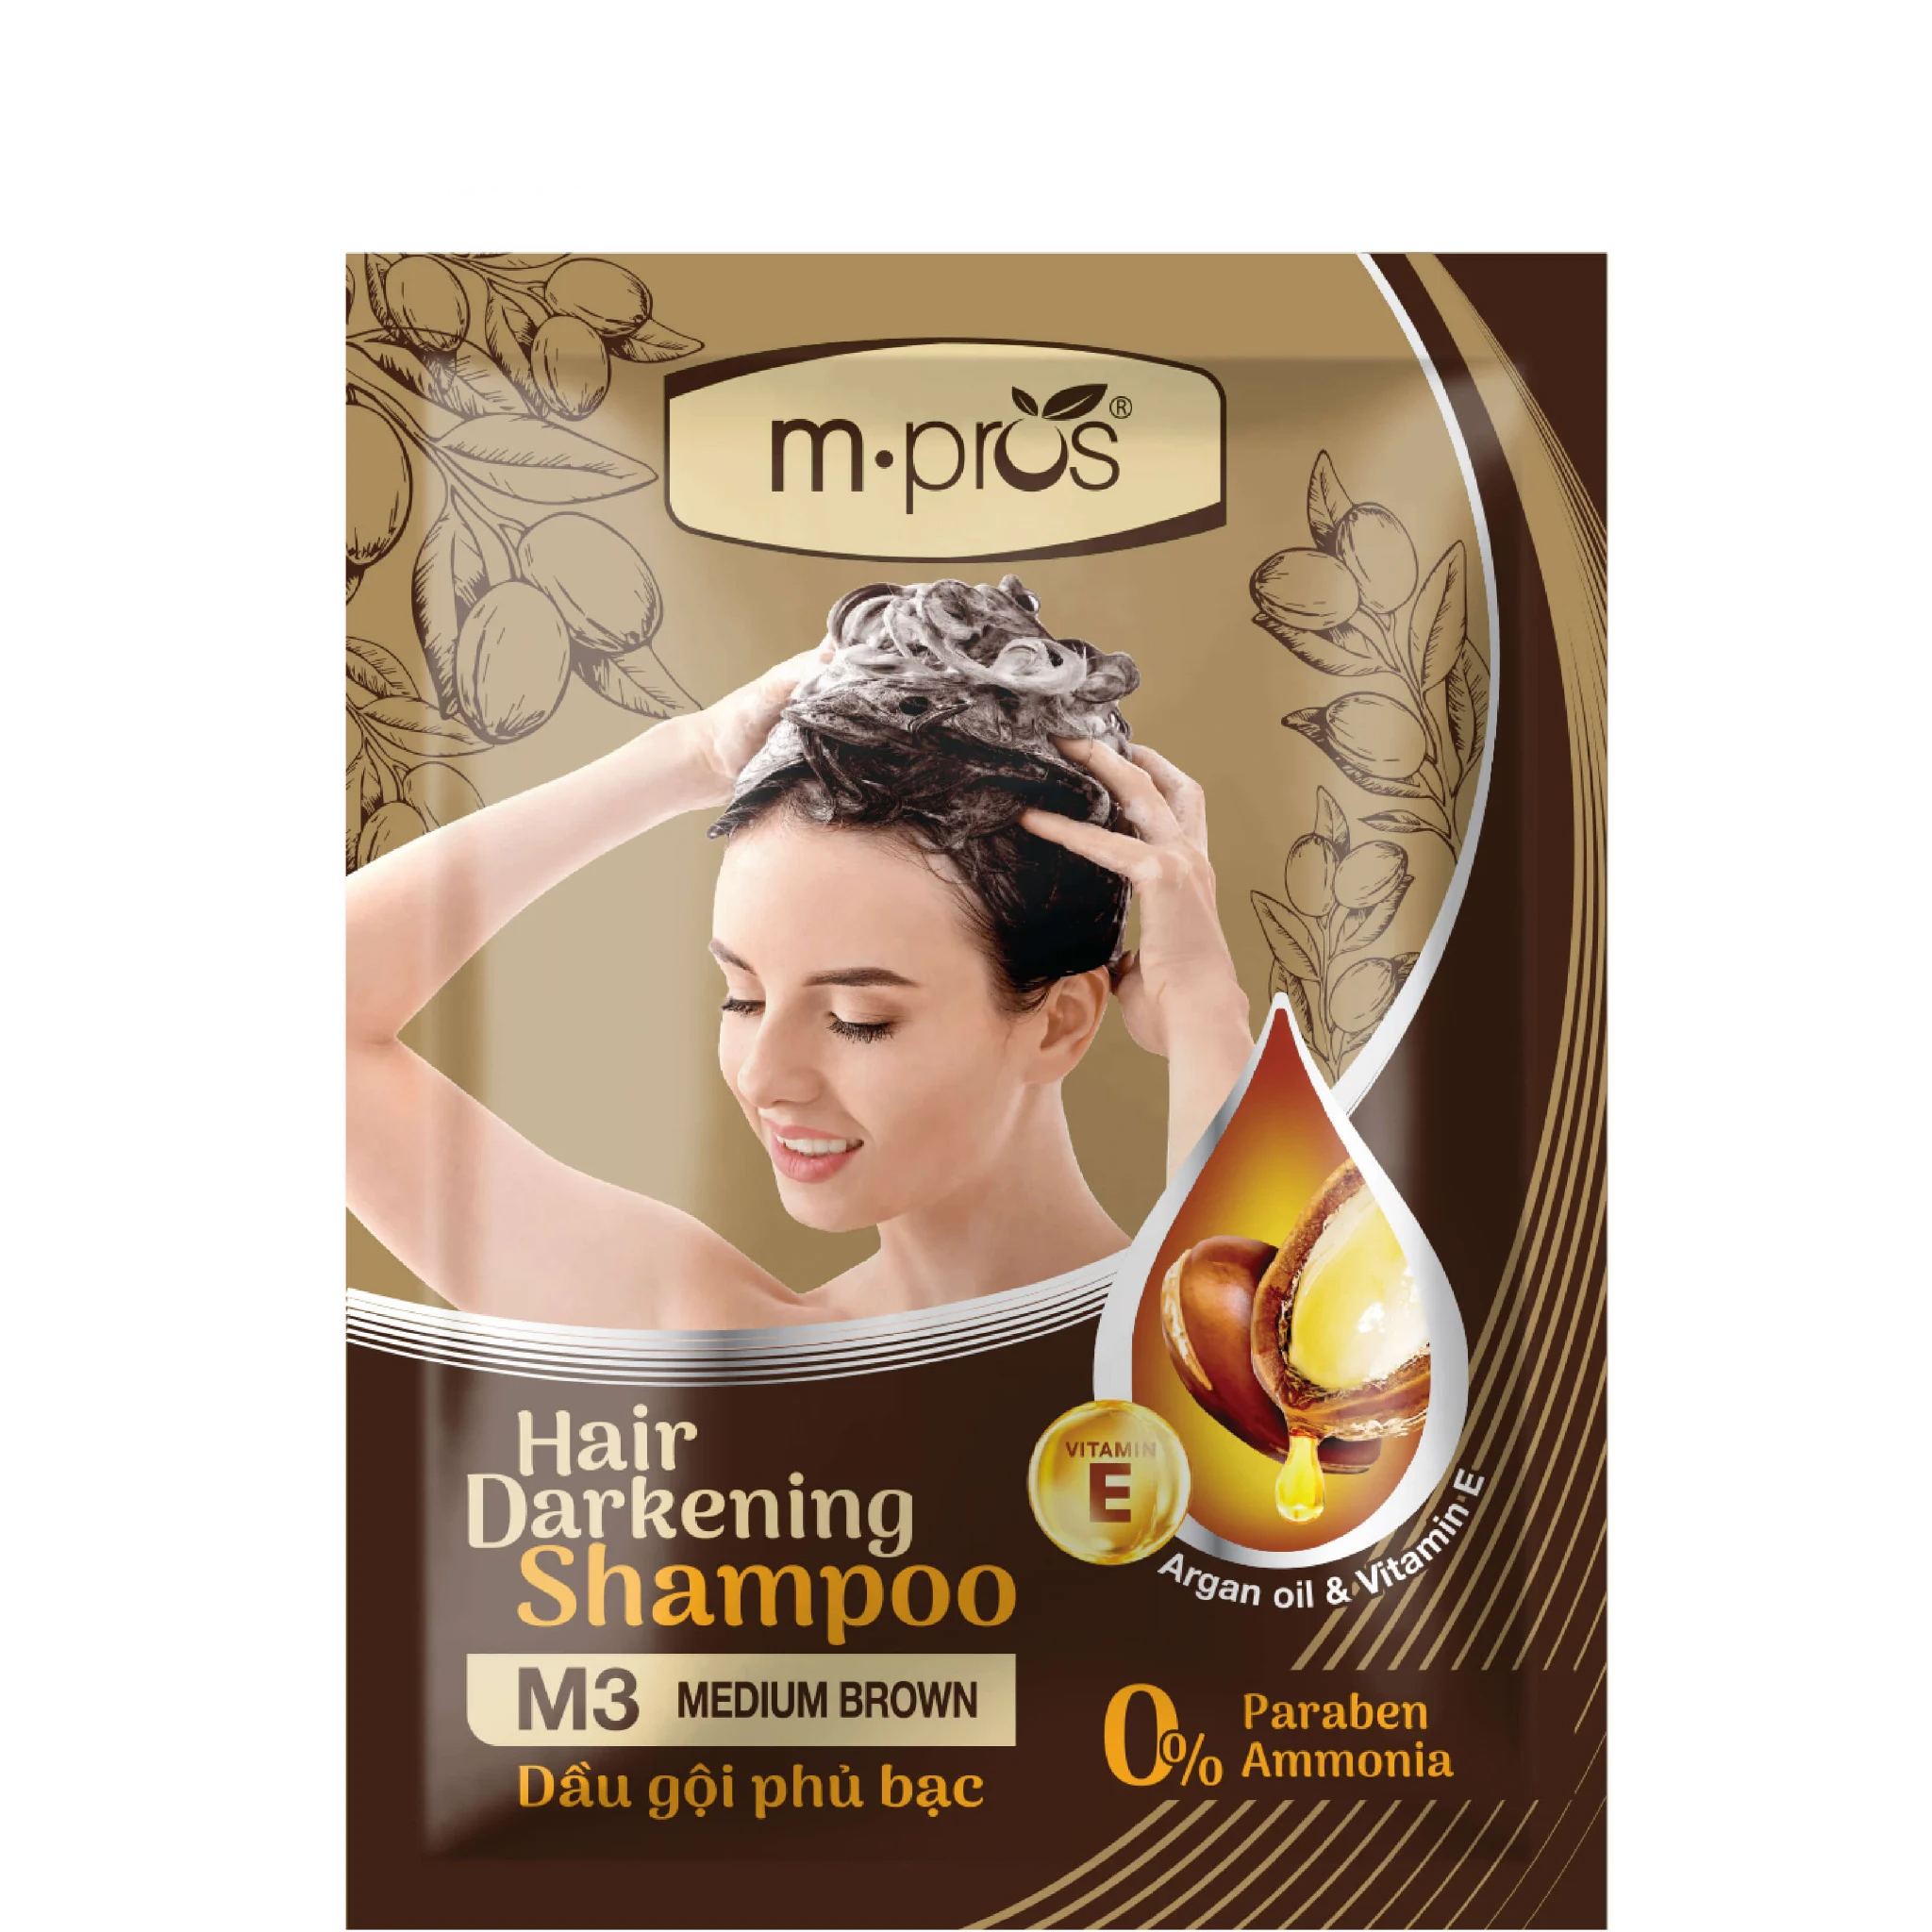 m·pros®
Hair
Darkening
Shampoo
M3 MEDIUM BROWN
Dầu gội phủ bạc
VITAMIN
E
Argan oil & Vitamin E
0%
Paraben
Ammonia